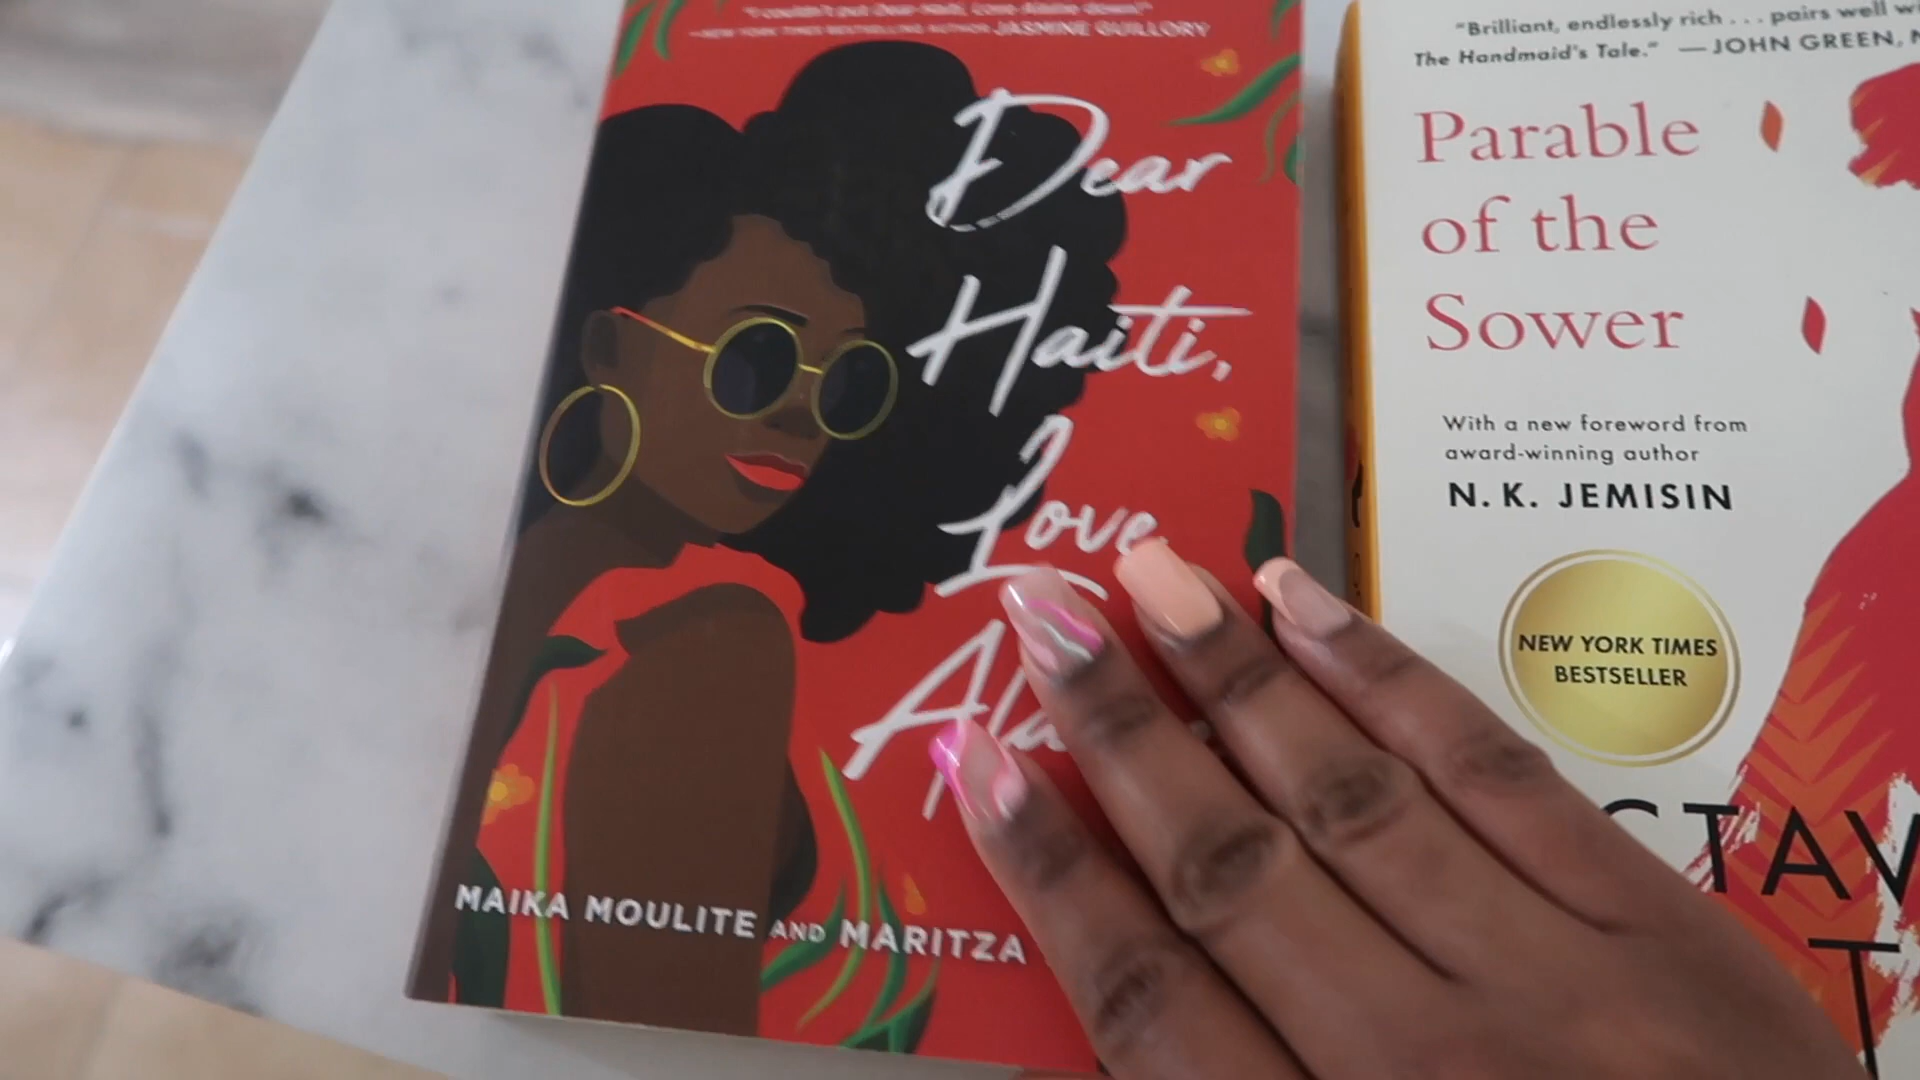 "I couldn't put Dear Haiti, Love Alaine down!"
—NEW YORK TIMES BESTSELLING AUTHOR JASMINE GUILLORY
Dear
Haiti,
Love
MAIKA MOULITE AND MARITZA
"Brilliant, endlessly rich . . . pairs well
The Handmaid's Tale." —JOHN GREEN,
Parable
of the
Sower
With a new foreword from
award-winning author
N. K. JEMISIN
NEW YORK TIMES
BESTSELLER